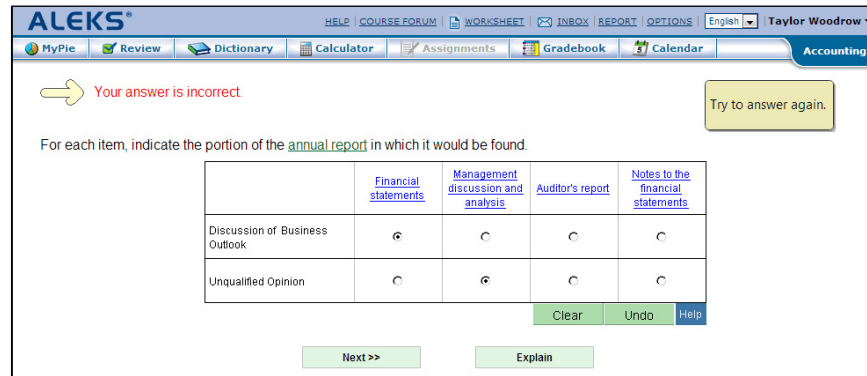 ALEKS®
HELP | COURSE FORUM | WORKSHEET | INBOX | REPORT | OPTIONS | English | Taylor Woodrow
MyPie Review Dictionary Calculator Assignments Gradebook Calendar Accounting
Your answer is incorrect.
Try to answer again.
For each item, indicate the portion of the annual report in which it would be found.
Financial
statements
Management
discussion and
analysis
Auditor's report
Notes to the
financial
statements
Discussion of Business
Outlook
Unqualified Opinion
Clear Undo Help
Next >> Explain